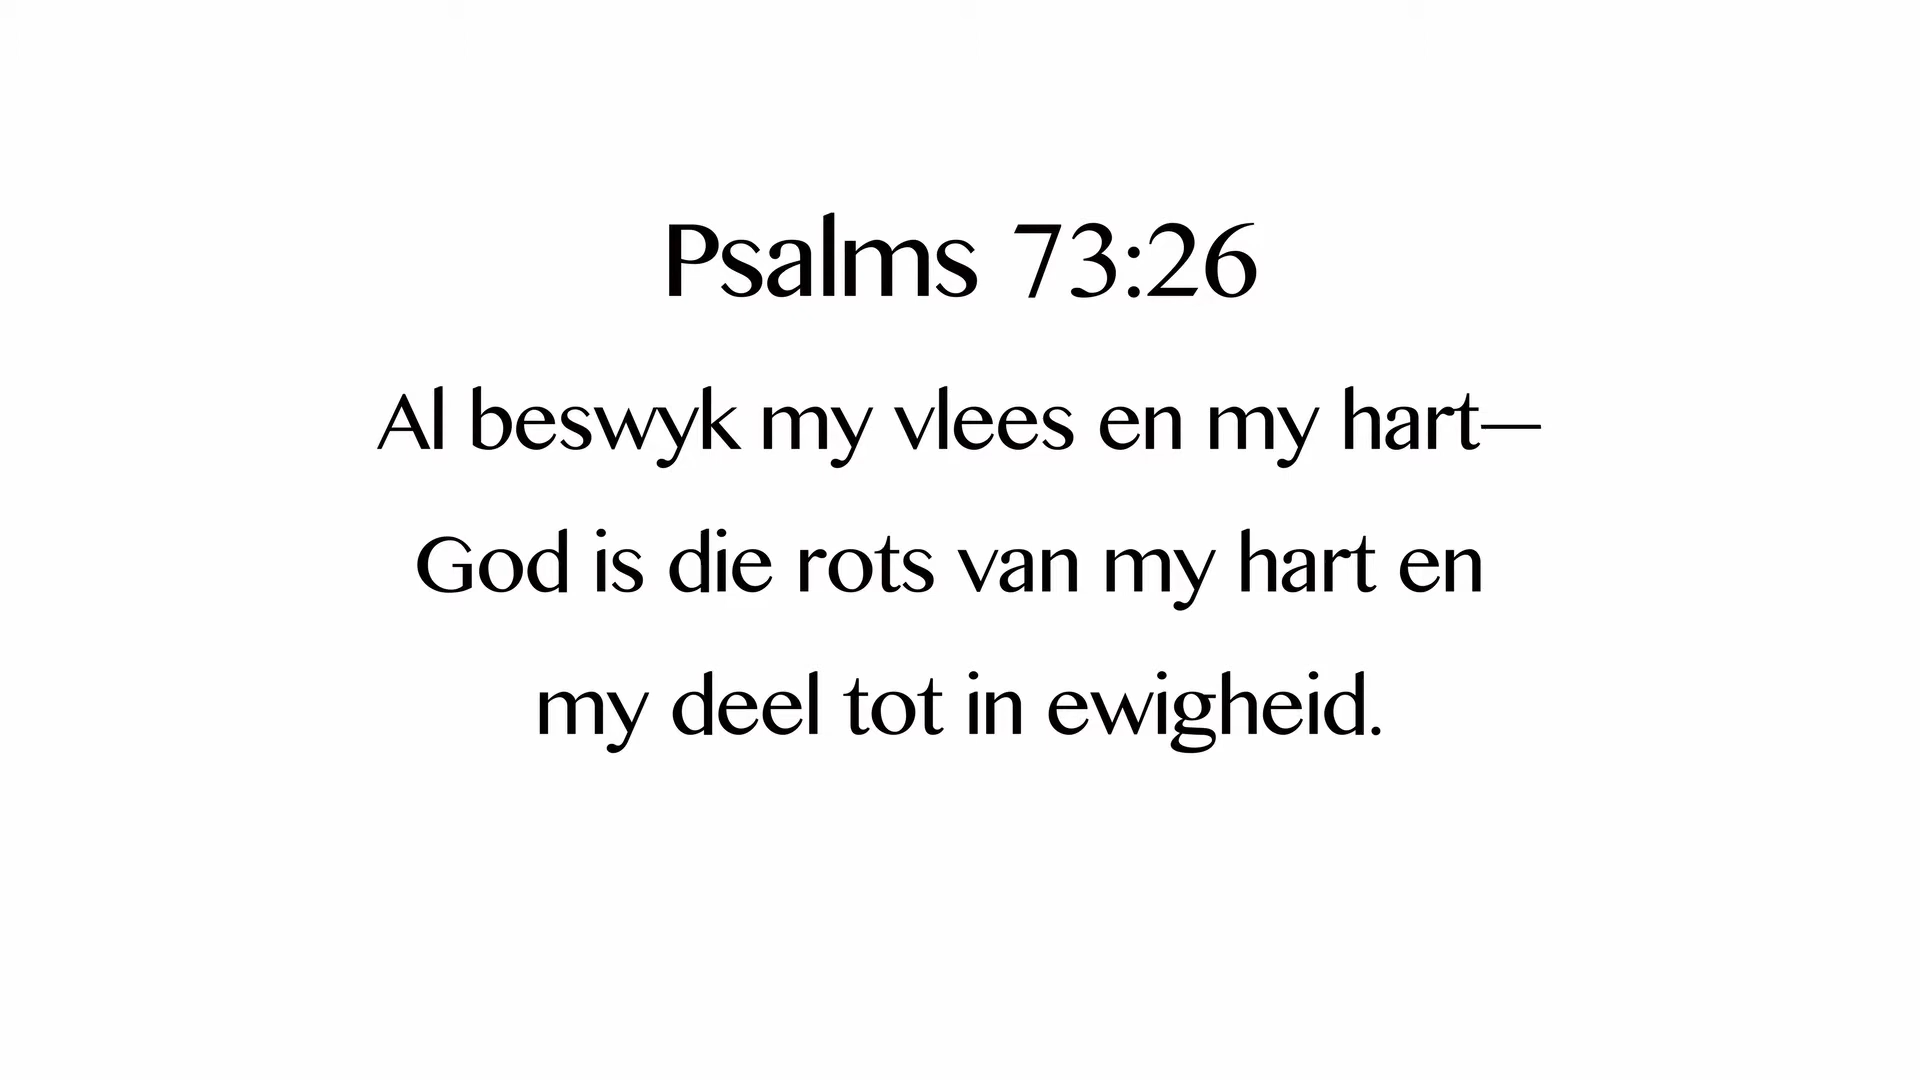 Psalms 73:26
Al beswyk my vlees en my hart—
God is die rots van my hart en
my deel tot in ewigheid.